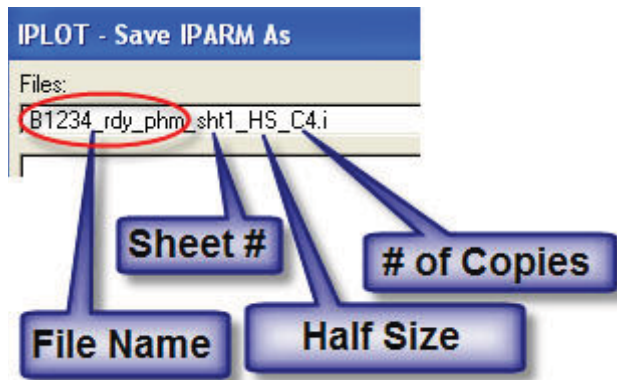 IPLOT - Save IPARM As
Files:
B1234_rdy_phm_sht1_HS_C4.i
Sheet #
# of Copies
File Name
Half Size